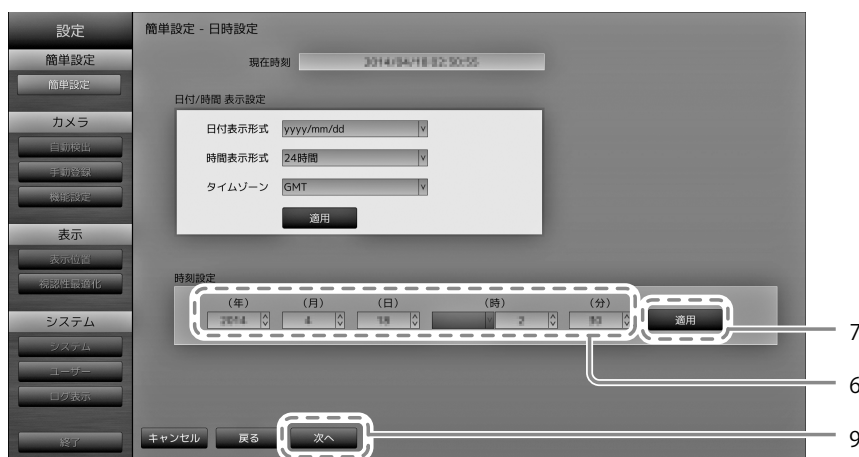 設定
簡単設定
簡単設定
カメラ
自動検出
手動登録
機能設定
表示
表示位置
視認性最適化
システム
システム
ユーザー
ログ表示
終了
簡単設定 - 日時設定
現在時刻
日付/時間 表示設定
日付表示形式 yyyy/mm/dd
時間表示形式 24時間
タイムゾーン GMT
適用
時刻設定
(年) (月) (日) (時) (分)
2014 4 18 2
適用
キャンセル 戻る 次へ
7
6
9